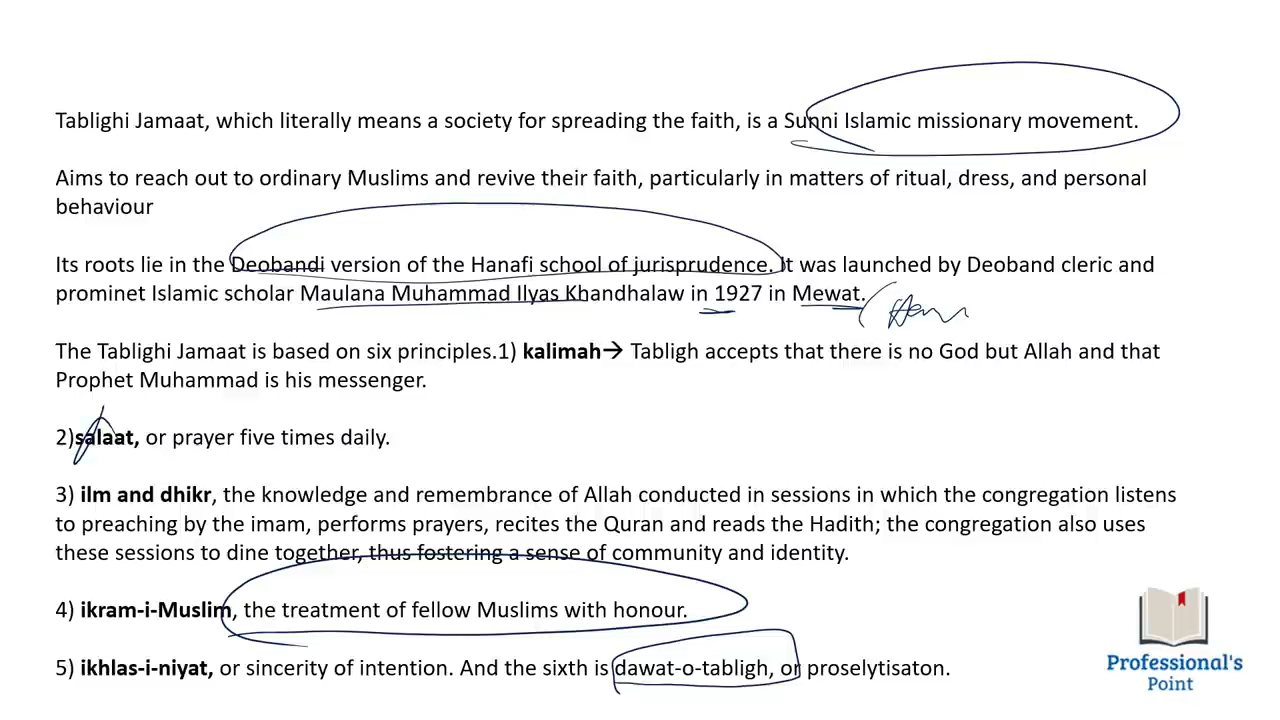 Tablighi Jamaat, which literally means a society for spreading the faith, is a Sunni Islamic missionary movement.
Aims to reach out to ordinary Muslims and revive their faith, particularly in matters of ritual, dress, and personal
behaviour
Its roots lie in the Deobandi version of the Hanafi school of jurisprudence. It was launched by Deoband cleric and
prominet Islamic scholar Maulana Muhammad Ilyas Khandhalaw in 1927 in Mewat.
The Tablighi Jamaat is based on six principles.1) kalimah→ Tabligh accepts that there is no God but Allah and that
Prophet Muhammad is his messenger.
2)salaat, or prayer five times daily.
3) ilm and dhikr, the knowledge and remembrance of Allah conducted in sessions in which the congregation listens
to preaching by the imam, performs prayers, recites the Quran and reads the Hadith; the congregation also uses
these sessions to dine together, thus fostering a sense of community and identity.
4) ikram-i-Muslim, the treatment of fellow Muslims with honour.
5) ikhlas-i-niyat, or sincerity of intention. And the sixth is dawat-o-tabligh, or proselytisaton.
Professional's
Point